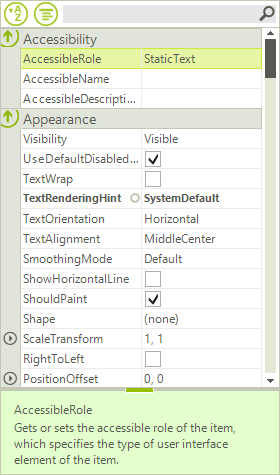 A
Z
Accessibility
AccessibleRole StaticText
AccessibleName
AccessibleDescripti...
Appearance
Visibility Visible
UseDefaultDisabled...
TextWrap
TextRenderingHint SystemDefault
TextOrientation Horizontal
TextAlignment MiddleCenter
SmoothingMode Default
ShowHorizontalLine
ShouldPaint
Shape (none)
ScaleTransform 1, 1
RightToLeft
PositionOffset 0, 0
AccessibleRole
Gets or sets the accessible role of the item,
which specifies the type of user interface
element of the item.